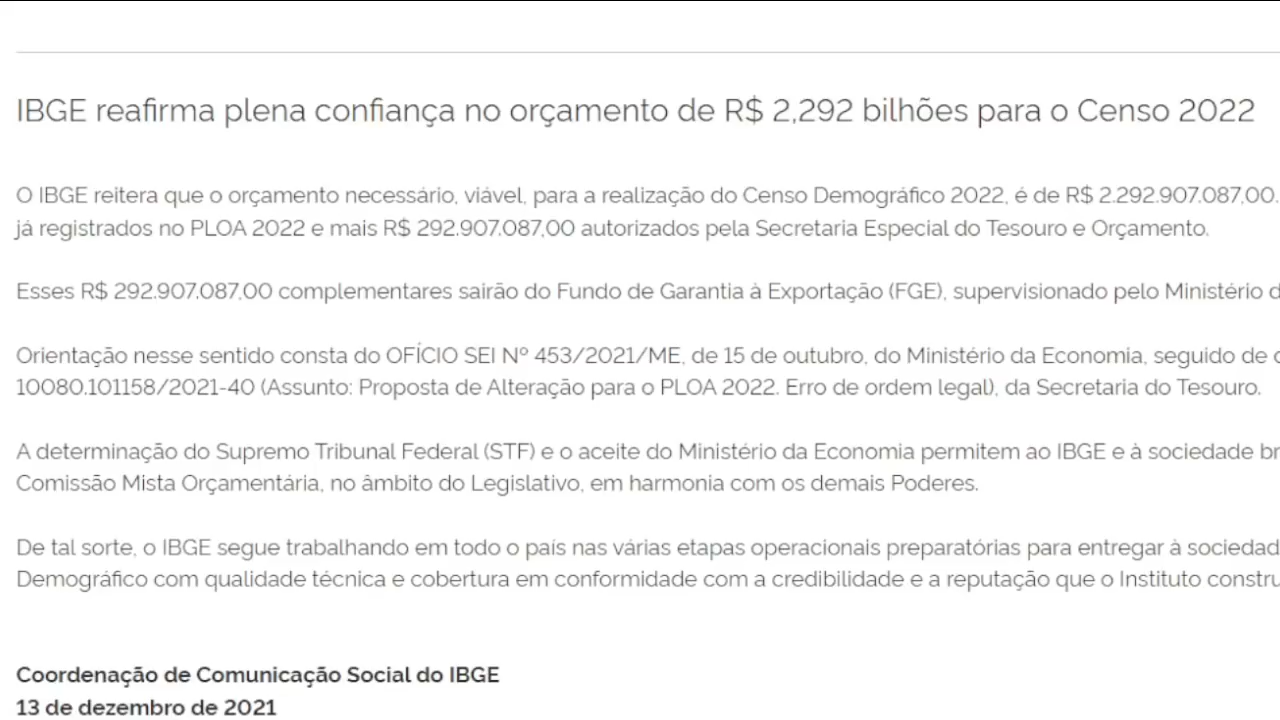 IBGE reafirma plena confiança no orçamento de R$ 2,292 bilhões para o Censo 2022
O IBGE reitera que o orçamento necessário, viável, para a realização do Censo Demográfico 2022, é de R$ 2.292.907.087,00.
já registrados no PLOA 2022 e mais R$ 292.907.087,00 autorizados pela Secretaria Especial do Tesouro e Orçamento.
Esses R$ 292.907.087,00 complementares sairão do Fundo de Garantia à Exportação (FGE), supervisionado pelo Ministério
Orientação nesse sentido consta do OFÍCIO SEI Nº 453/2021/ME, de 15 de outubro, do Ministério da Economia, seguido de
10080.101158/2021-40 (Assunto: Proposta de Alteração para o PLOA 2022. Erro de ordem legal), da Secretaria do Tesouro.
A determinação do Supremo Tribunal Federal (STF) e o aceite do Ministério da Economia permitem ao IBGE e à sociedade
Comissão Mista Orçamentária, no âmbito do Legislativo, em harmonia com os demais Poderes.
De tal sorte, o IBGE segue trabalhando em todo o país nas várias etapas operacionais preparatórias para entregar à sociedad
Demográfico com qualidade técnica e cobertura em conformidade com a credibilidade e a reputação que o Instituto constru
Coordenação de Comunicação Social do IBGE
13 de dezembro de 2021